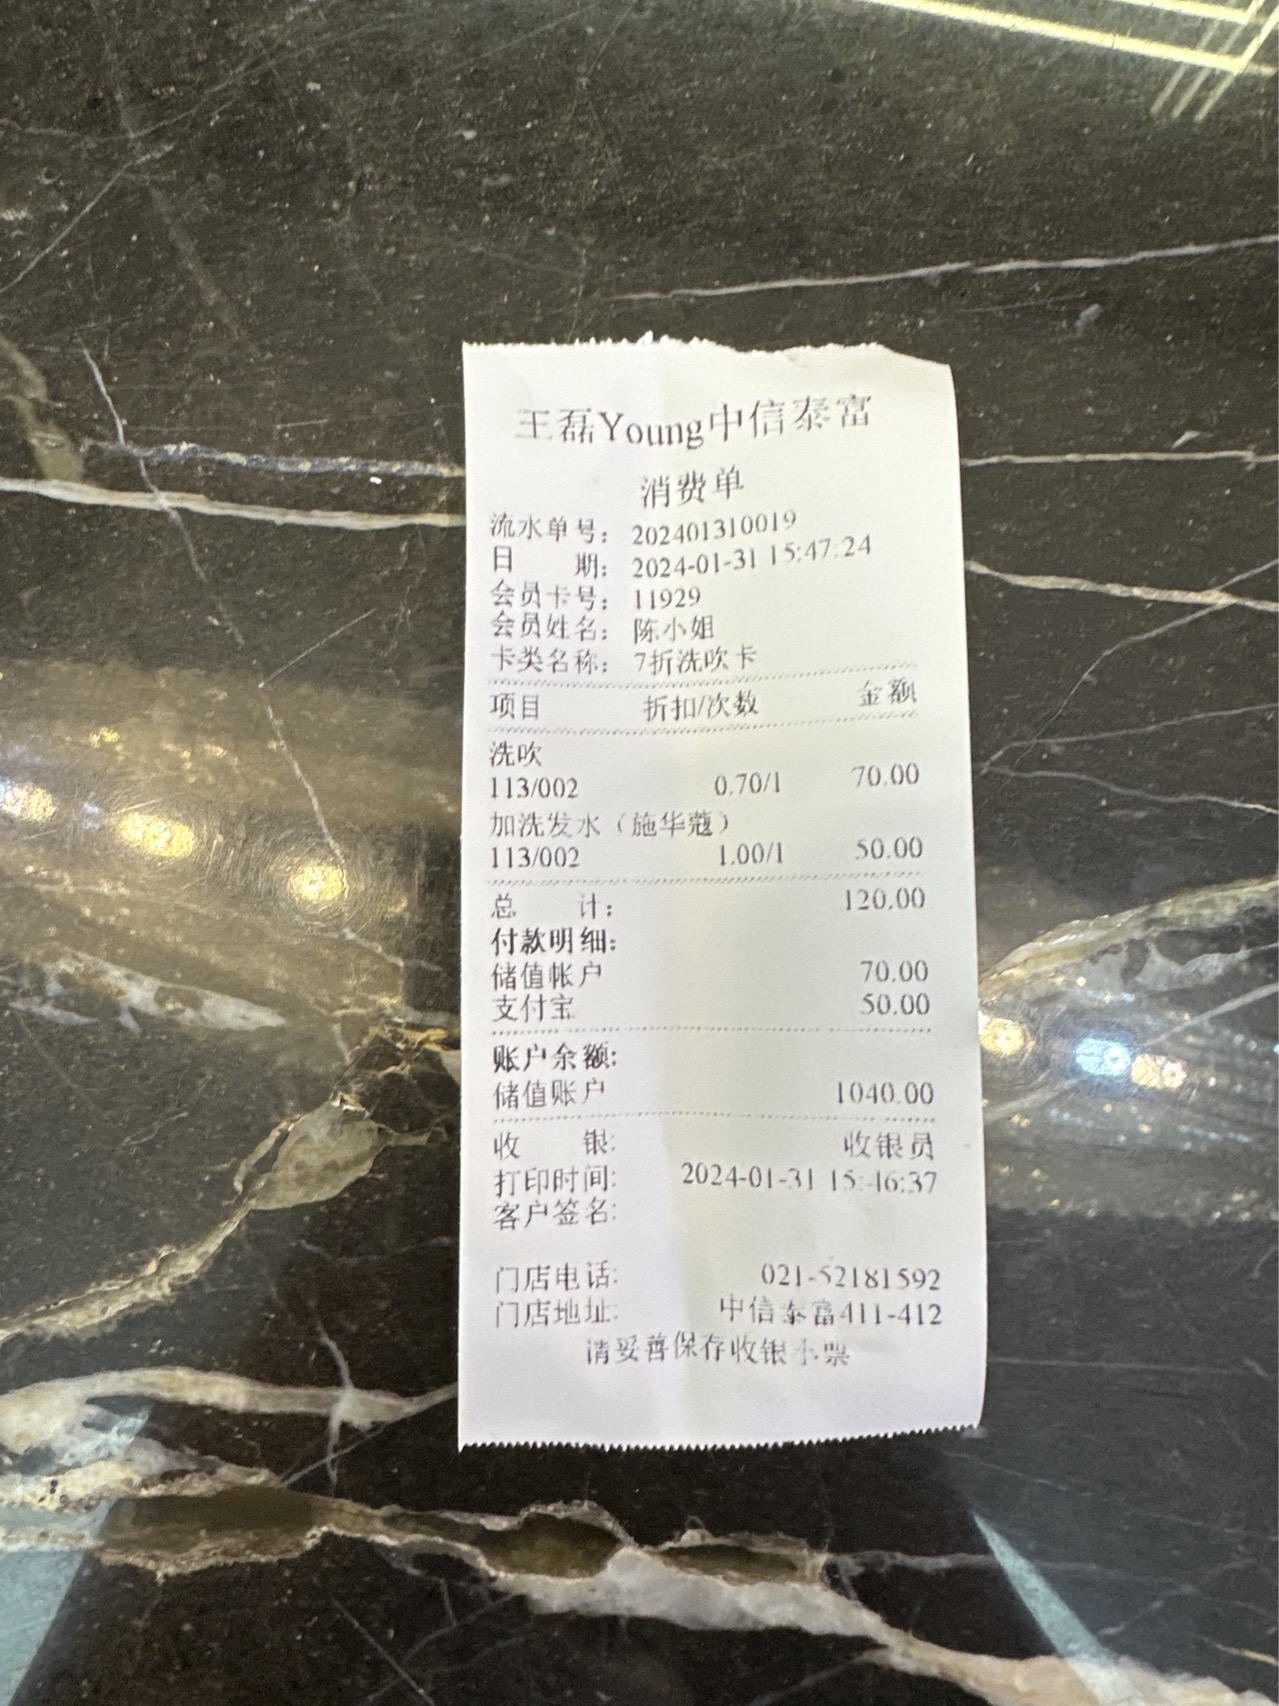 王磊Young中信泰富
消费单
流水单号： 202401310019
日 期： 2024-01-31 15:47:24
会员卡号： 11929
会员姓名： 陈小姐
卡类名称： 7折洗吹卡
项目 折扣/次数 金额
洗吹
113/002 0.70/1 70.00
加洗发水（施华蔻）
113/002 1.00/1 50.00
总 计： 120.00
付款明细：
储值帐户 70.00
支付宝 50.00
账户余额：
储值账户 1040.00
收 银: 收银员
打印时间: 2024-01-31 15:46:37
客户签名:
门店电话: 021-52181592
门店地址: 中信泰富411-412
请妥善保存收银小票